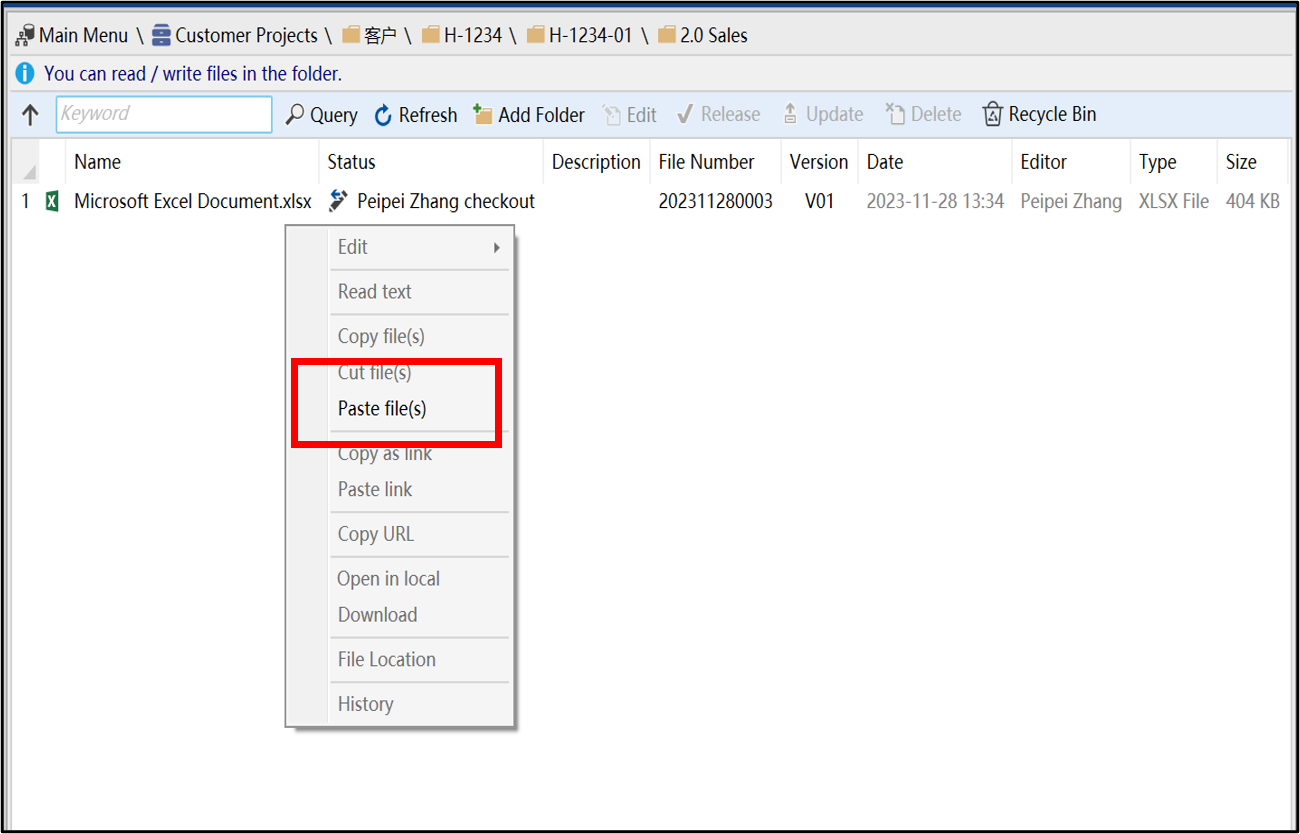 Main Menu \ Customer Projects \ 客户 \ H-1234 \ H-1234-01 \ 2.0 Sales
You can read / write files in the folder.
Keyword Query Refresh Add Folder Edit Release Update Delete Recycle Bin
Name Status Description File Number Version Date Editor Type Size
1 Microsoft Excel Document.xlsx Peipei Zhang checkout 202311280003 V01 2023-11-28 13:34 Peipei Zhang XLSX File 404 KB
Edit
Read text
Copy file(s)
Cut file(s)
Paste file(s)
Copy as link
Paste link
Copy URL
Open in local
Download
File Location
History